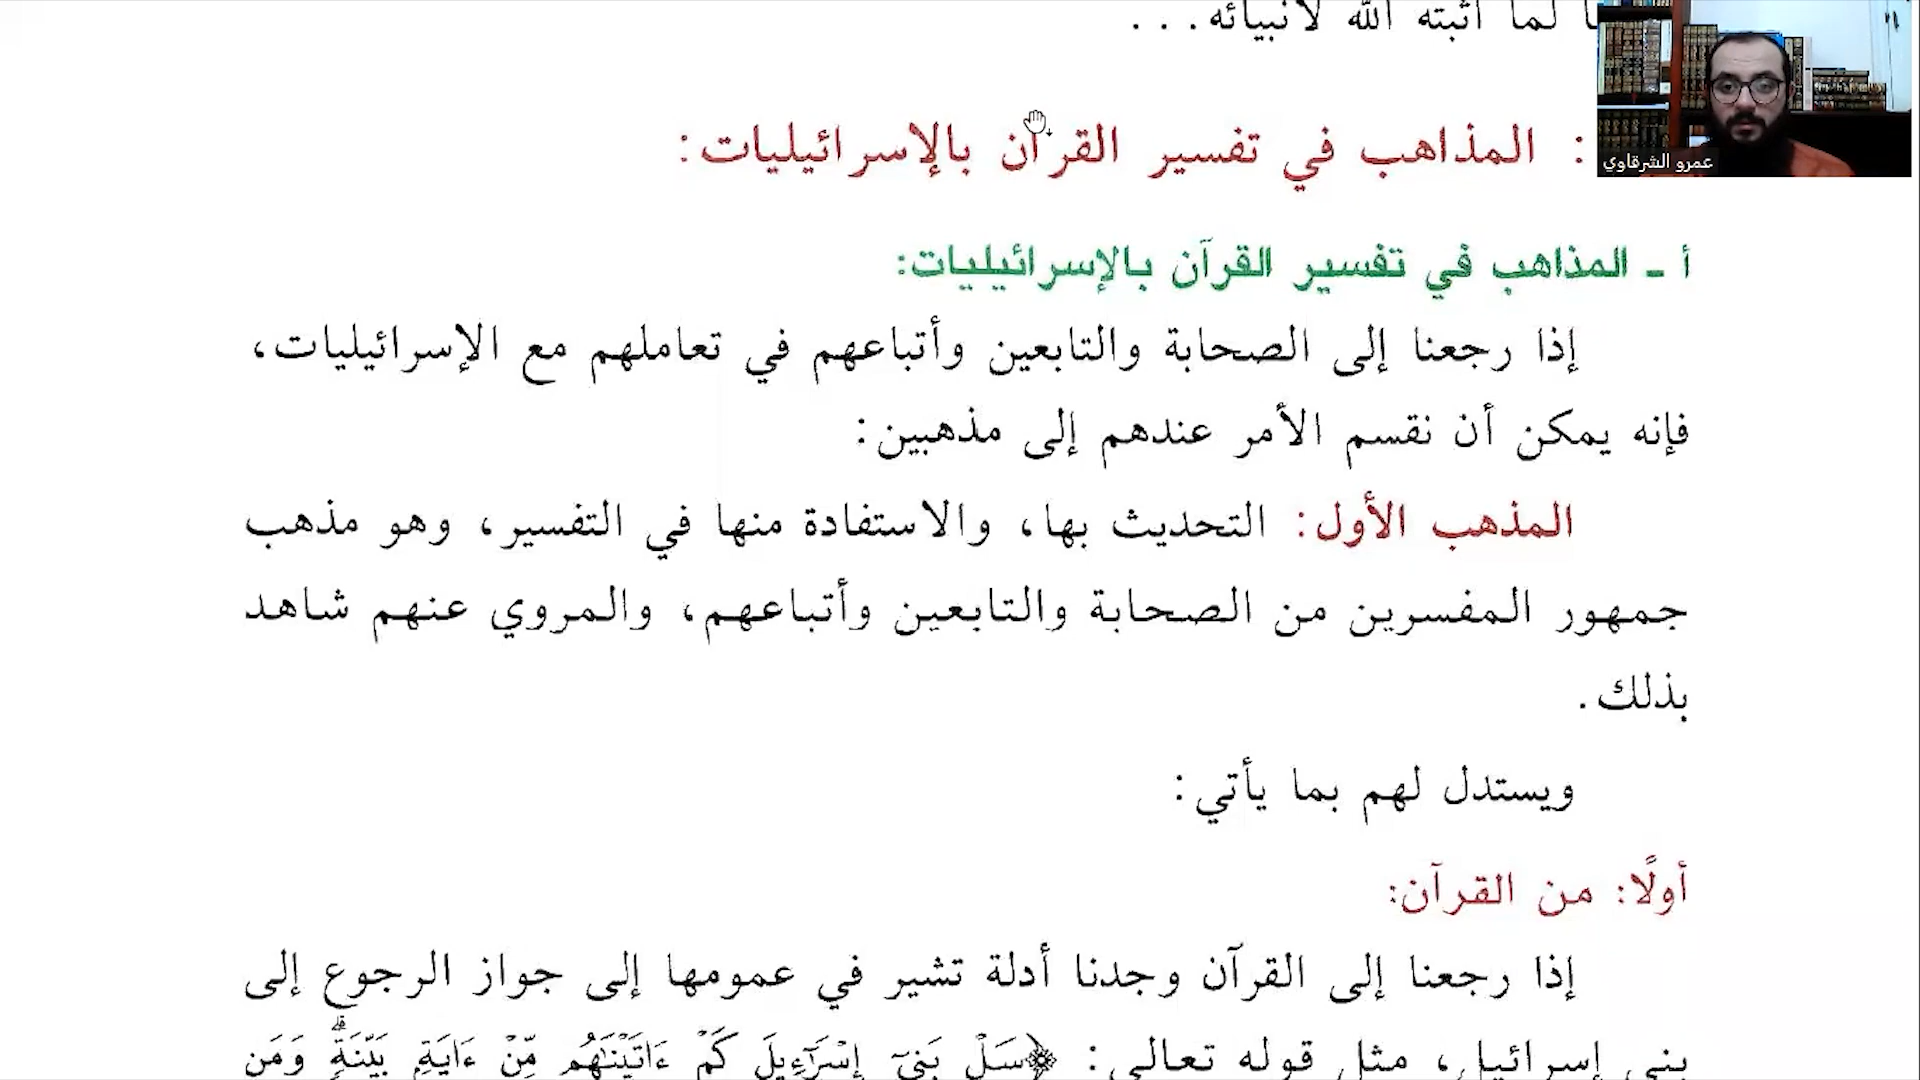 لما أثبته الله لأنبيائه...
: المذاهب في تفسير القرآن بالإسرائيليات:
عمرو الشرقاوي
أ ـ المذاهب في تفسير القرآن بالإسرائيليات:
إذا رجعنا إلى الصحابة والتابعين وأتباعهم في تعاملهم مع الإسرائيليات،
فإنه يمكن أن نقسم الأمر عندهم إلى مذهبين:
المذهب الأول: التحديث بها، والاستفادة منها في التفسير، وهو مذهب
جمهور المفسرين من الصحابة والتابعين وأتباعهم، والمروي عنهم شاهد
بذلك.
ويستدل لهم بما يأتي:
أولًا: من القرآن:
إذا رجعنا إلى القرآن وجدنا أدلة تشير في عمومها إلى جواز الرجوع إلى
بني إسرائيل، مثل قوله تعالى: ﴿سَلْ بَنِيٓ إِسْرَٰٓءِيلَ كَمْ ءَاتَيْنَٰهُم مِّنْ ءَايَةِۭ بَيِّنَةٖۗ وَمَن